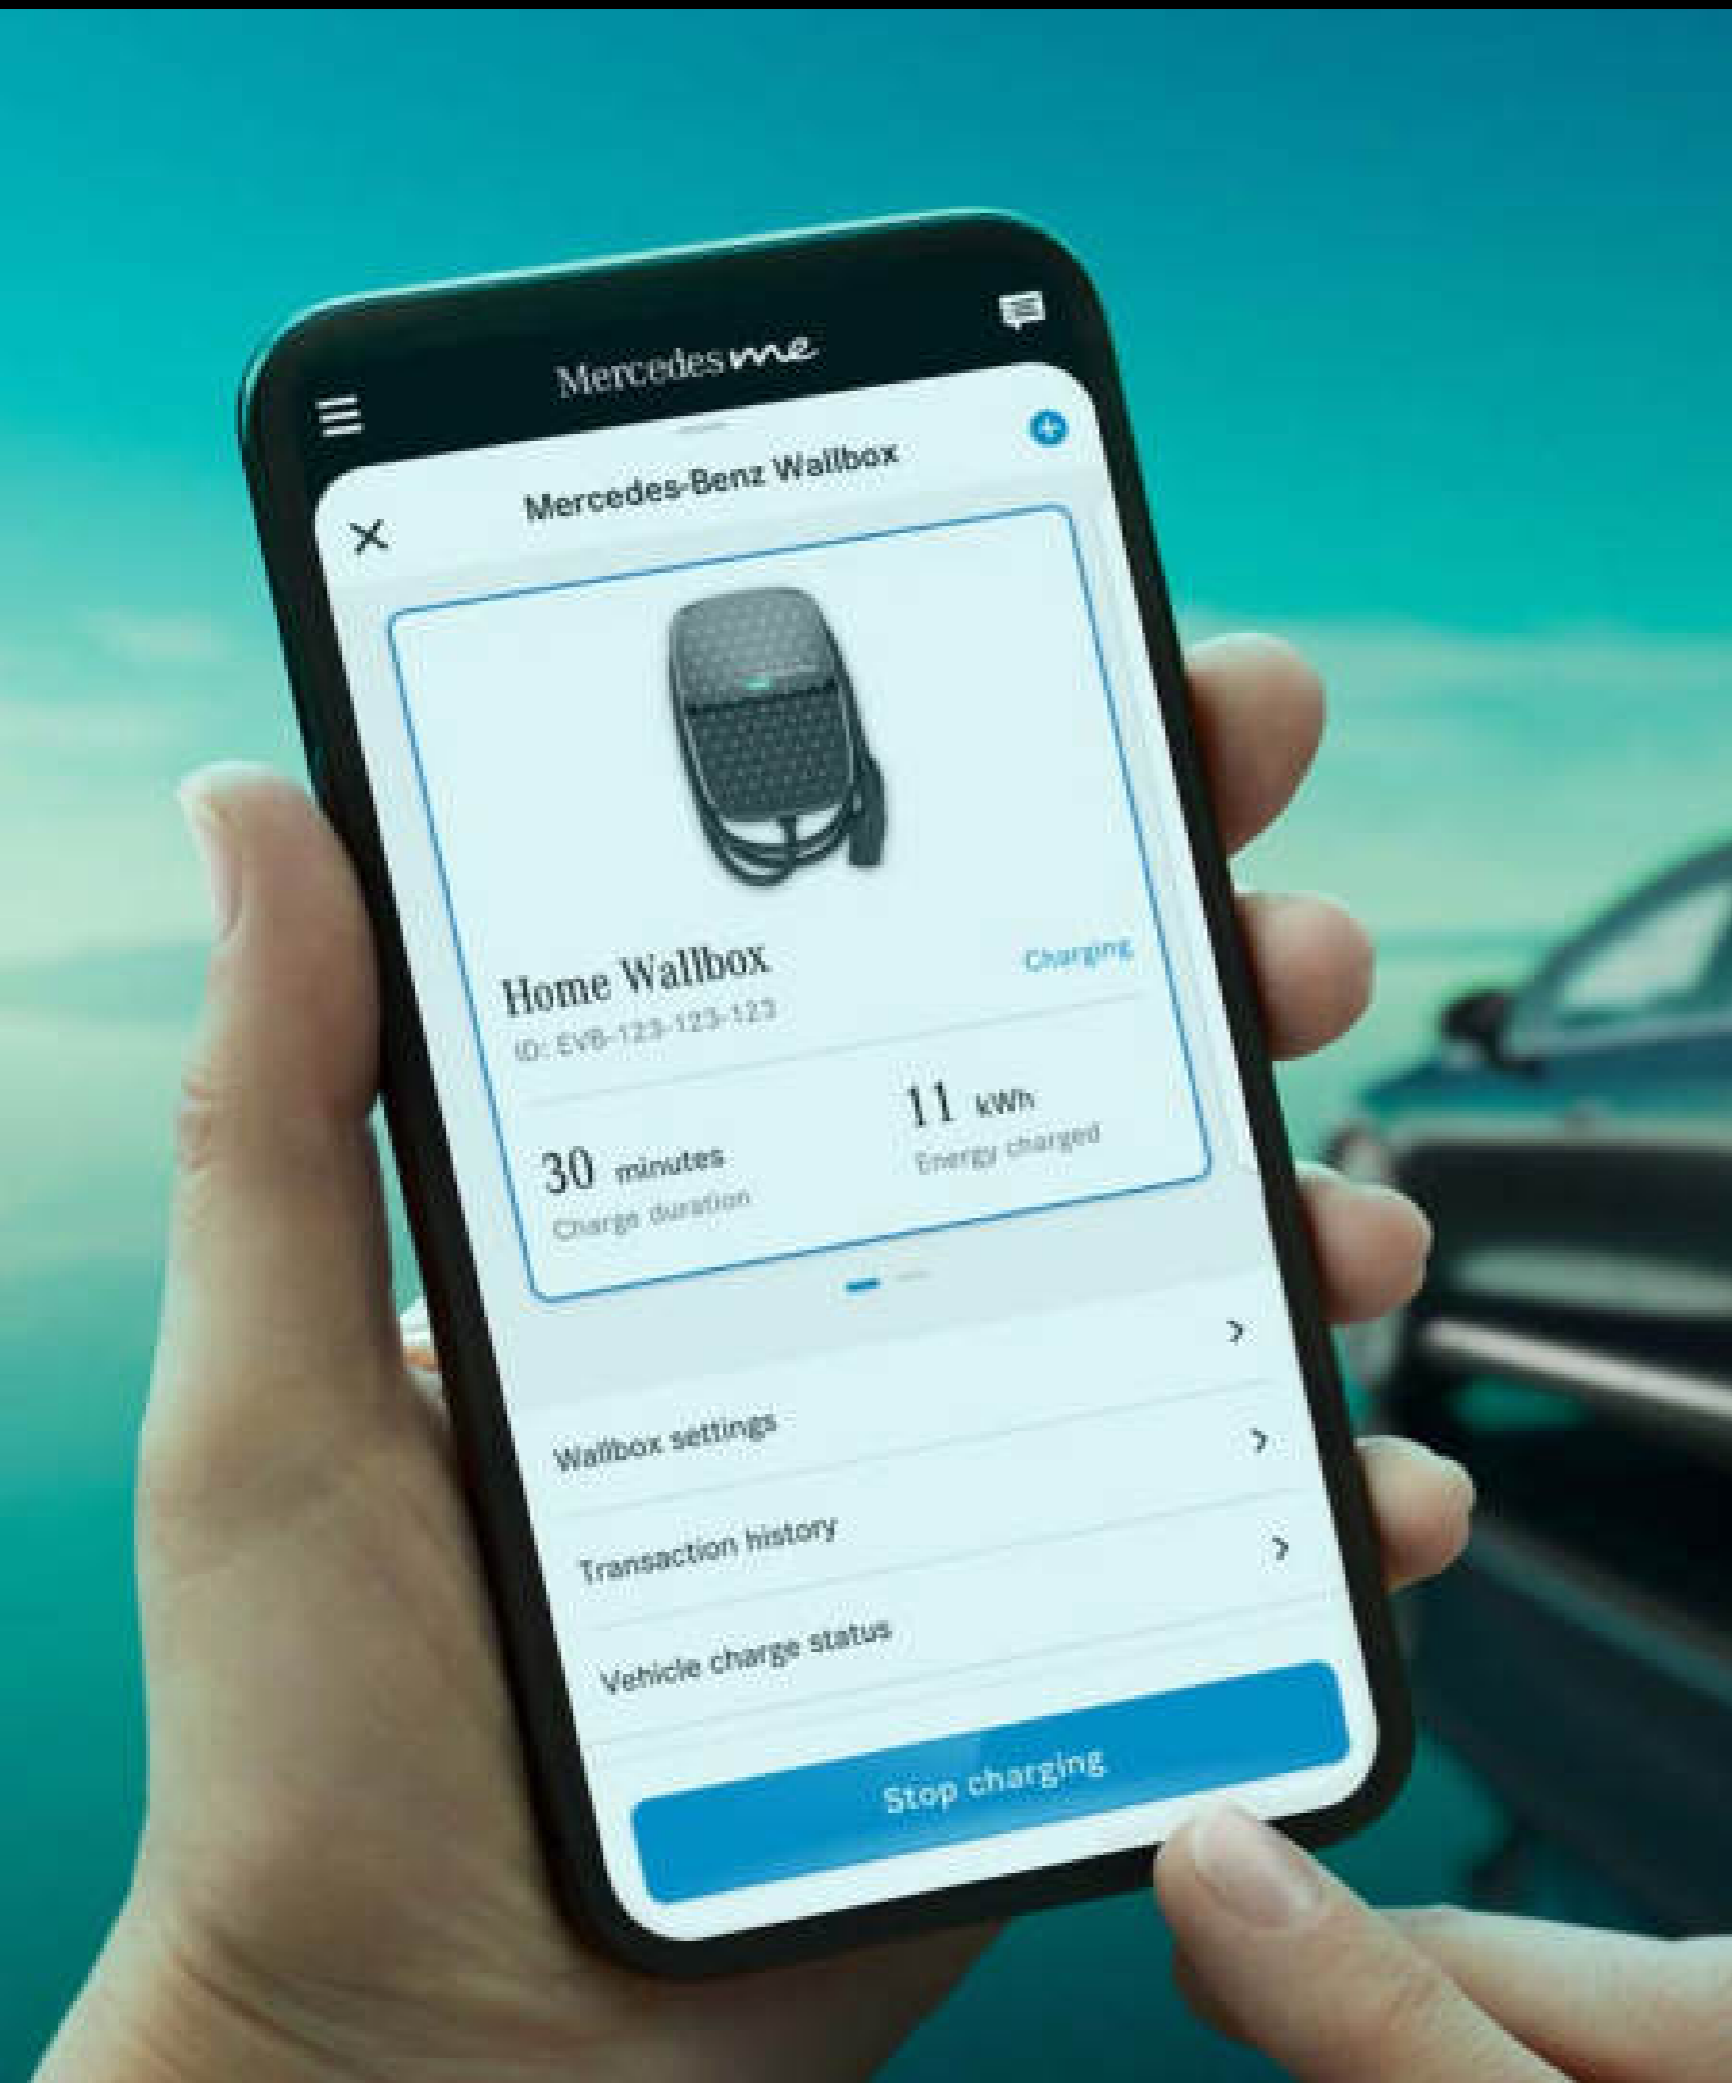 Mercedes me
Mercedes-Benz Wallbox
Home Wallbox
Charging
ID: EVB-123-123-123
30 minutes
Charge duration
11 kWh
Energy charged
Wallbox settings
Transaction history
Vehicle charge status
Stop charging